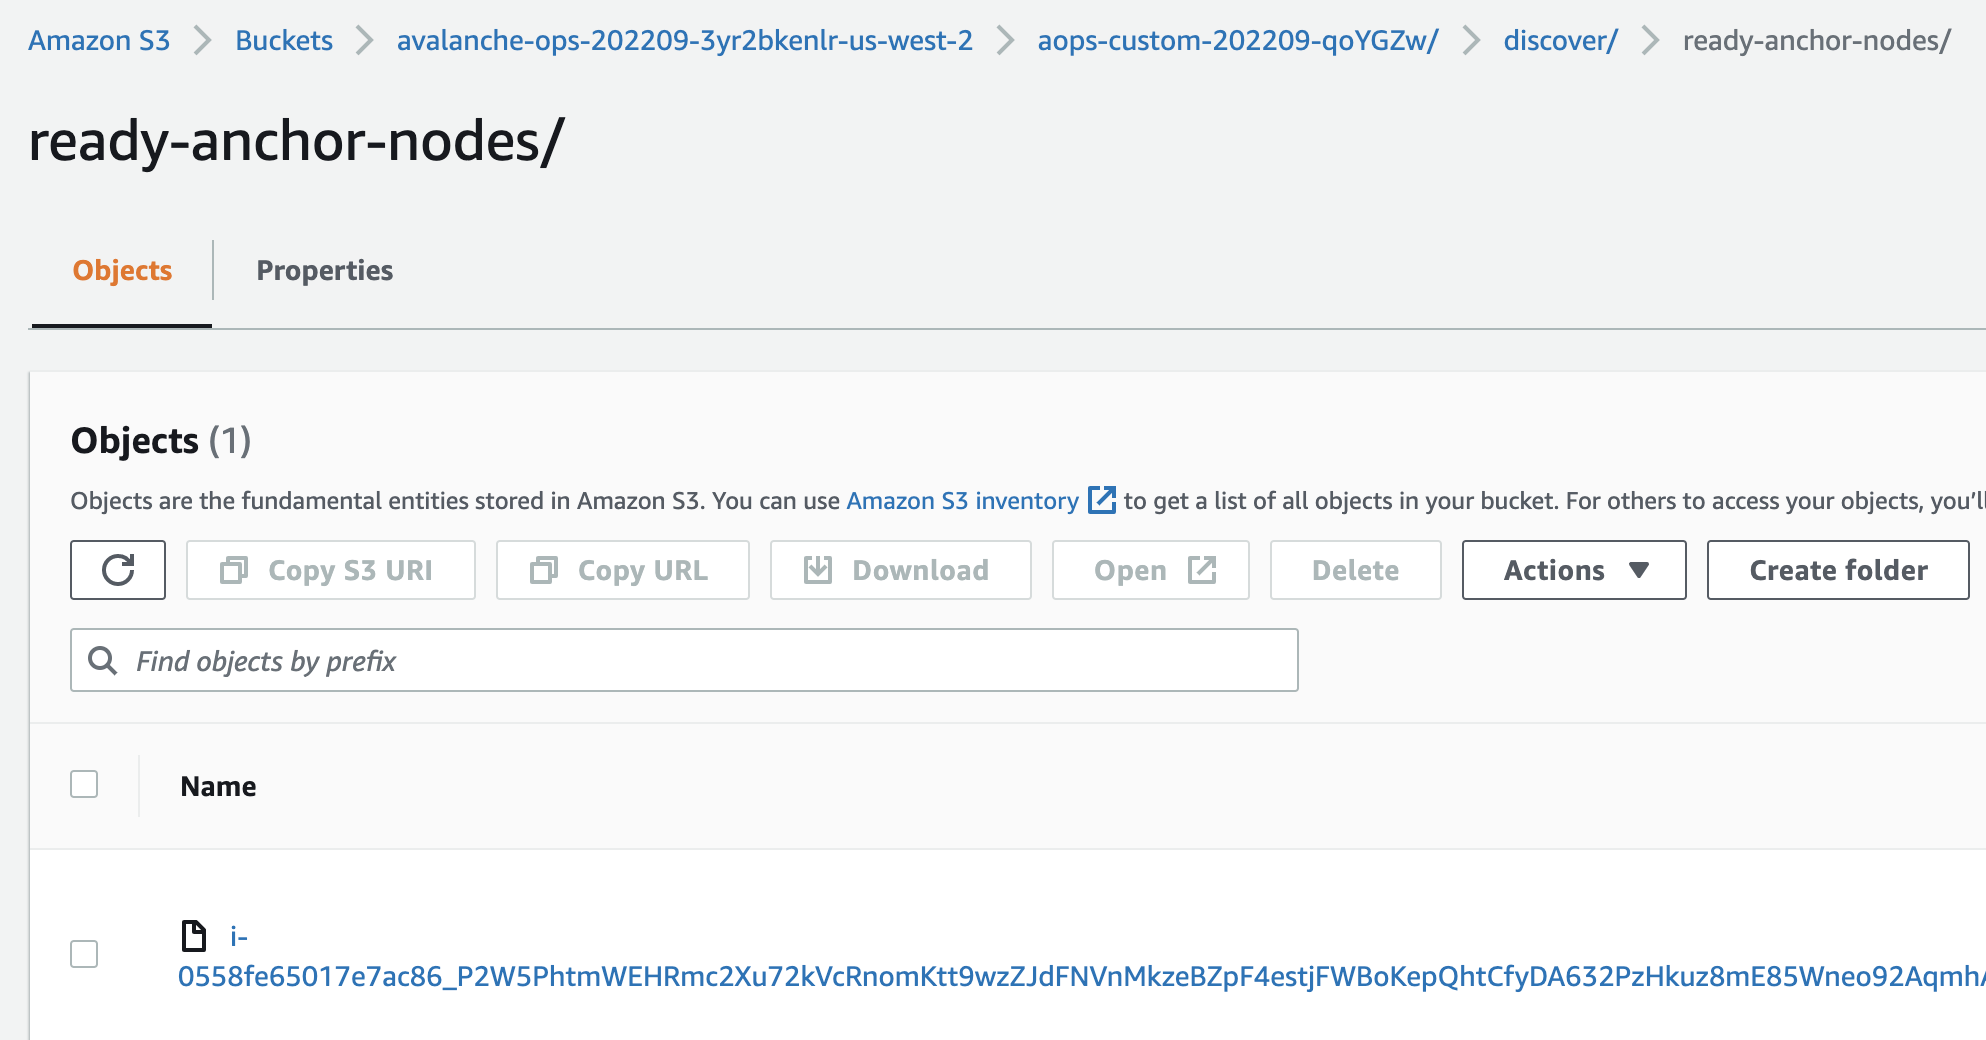 Amazon S3 > Buckets > avalanche-ops-202209-3yr2bkenlr-us-west-2 > aops-custom-202209-qoYGZw/ > discover/ > ready-anchor-nodes/
ready-anchor-nodes/
Objects Properties
Objects (1)
Objects are the fundamental entities stored in Amazon S3. You can use Amazon S3 inventory to get a list of all objects in your bucket. For others to access your objects, you'll
Copy S3 URI Copy URL Download Open Delete Actions Create folder
Find objects by prefix
Name
i-
0558fe65017e7ac86_P2W5PhtmWEHRmc2Xu72kVcRnomKtt9wzZJdFNVnMkzeBZpF4estjFWBoKepQhtCfyDA632PzHkuz8mE85Wneo92AqmhA